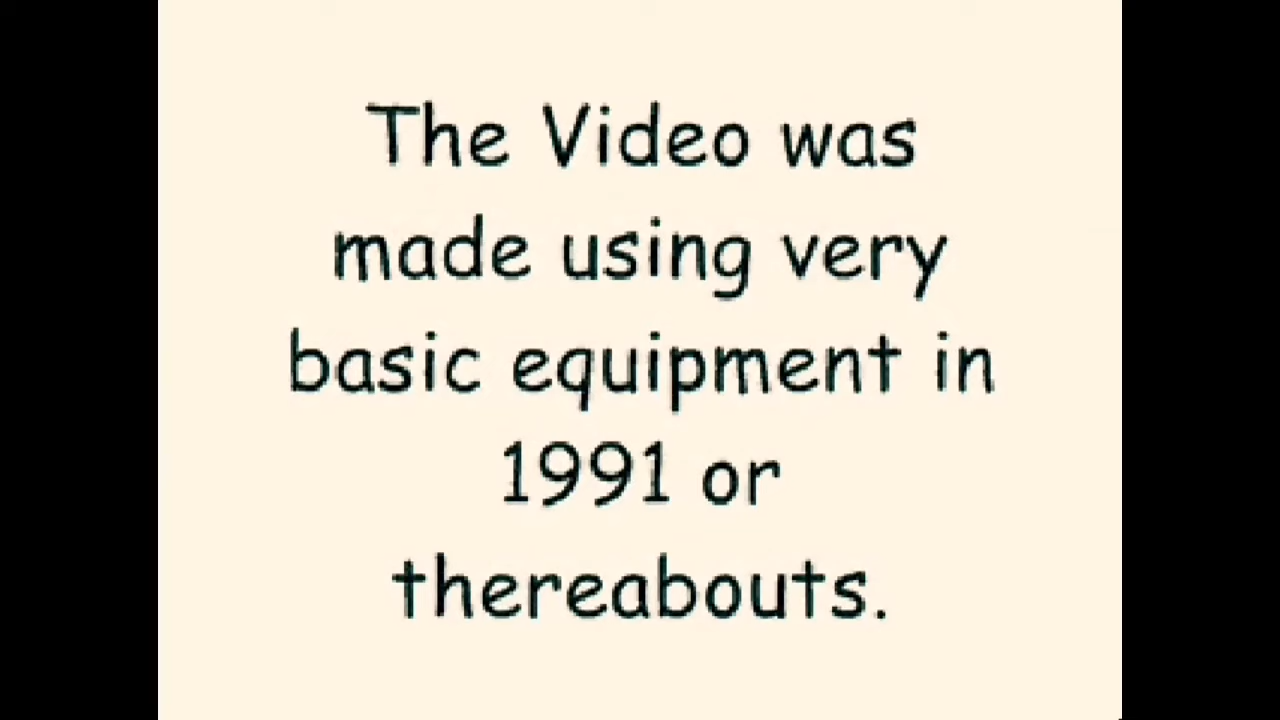 The Video was
made using very
basic equipment in
1991 or
thereabouts.